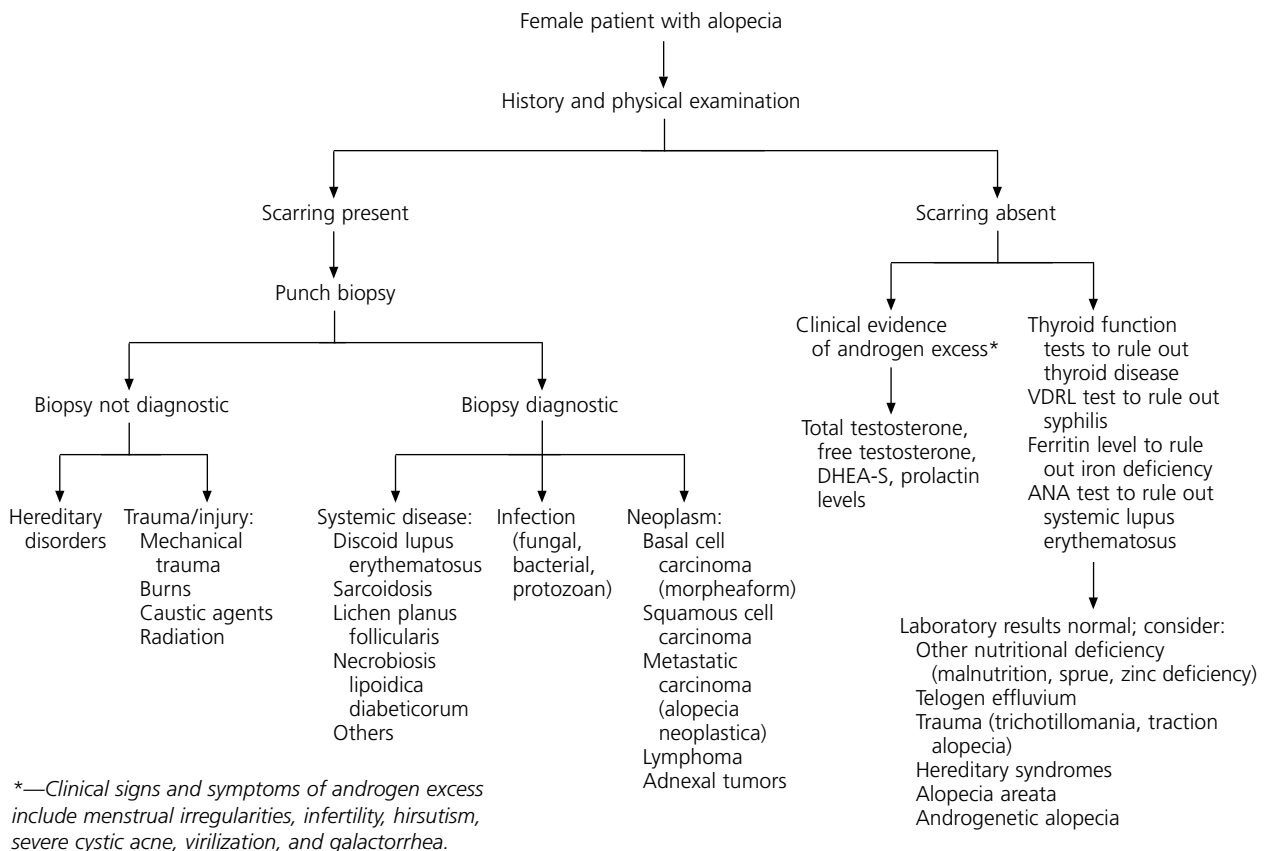 Female patient with alopecia
History and physical examination
Scarring present
Scarring absent
Punch biopsy
Clinical evidence
of androgen excess*
Thyroid function
tests to rule out
thyroid disease
VDRL test to rule out
syphilis
Ferritin level to rule
out iron deficiency
ANA test to rule out
systemic lupus
erythematosus
Biopsy not diagnostic
Biopsy diagnostic
Total testosterone,
free testosterone,
DHEA-S, prolactin
levels
Hereditary
disorders
Trauma/injury:
Mechanical
trauma
Burns
Caustic agents
Radiation
Systemic disease:
Discoid lupus
erythematosus
Sarcoidosis
Lichen planus
follicularis
Necrobiosis
lipoidica
diabeticorum
Others
Infection
(fungal,
bacterial,
protozoan)
Neoplasm:
Basal cell
carcinoma
(morpheaform)
Squamous cell
carcinoma
Metastatic
carcinoma
(alopecia
neoplastica)
Lymphoma
Adnexal tumors
Laboratory results normal; consider:
Other nutritional deficiency
(malnutrition, sprue, zinc deficiency)
Telogen effluvium
Trauma (trichotillomania, traction
alopecia)
Hereditary syndromes
Alopecia areata
Androgenetic alopecia
*—Clinical signs and symptoms of androgen excess
include menstrual irregularities, infertility, hirsutism,
severe cystic acne, virilization, and galactorrhea.